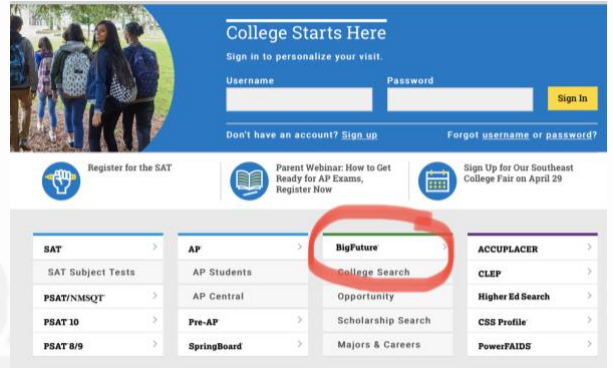 College Starts Here
Sign in to personalize your visit.
Username
Password
Sign In
Don't have an account? Sign up
Forgot username or password?
Register for the SAT
Parent Webinar: How to Get
Ready for AP Exams,
Register Now
Sign Up for Our Southeast
College Fair on April 29
SAT
SAT Subject Tests
PSAT/NMSQT
PSAT 10
PSAT 8/9
AP
AP Students
AP Central
Pre-AP
SpringBoard
BigFuture
College Search
Opportunity
Scholarship Search
Majors & Careers
ACCUPLACER
CLEP
Higher Ed Search
CSS Profile
PowerFAIDS